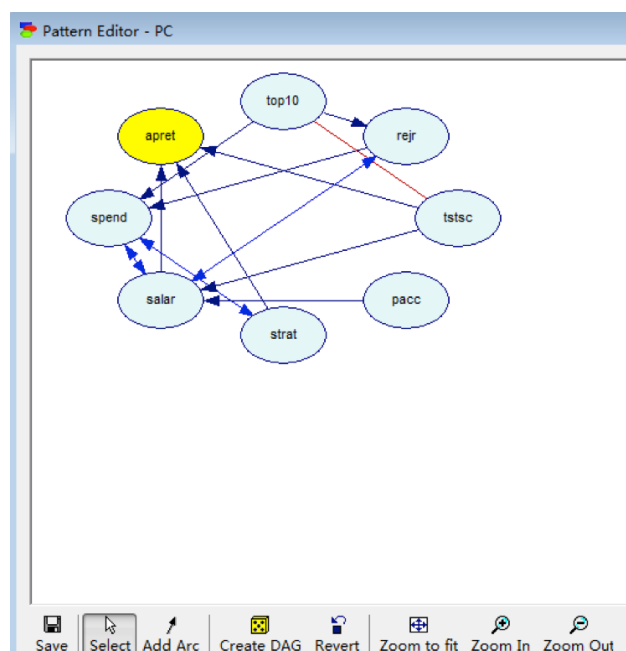 Pattern Editor - PC
top10
apret
rejr
spend
tstsc
salar
pacc
strat
Save Select Add Arc Create DAG Revert Zoom to fit Zoom In Zoom Out